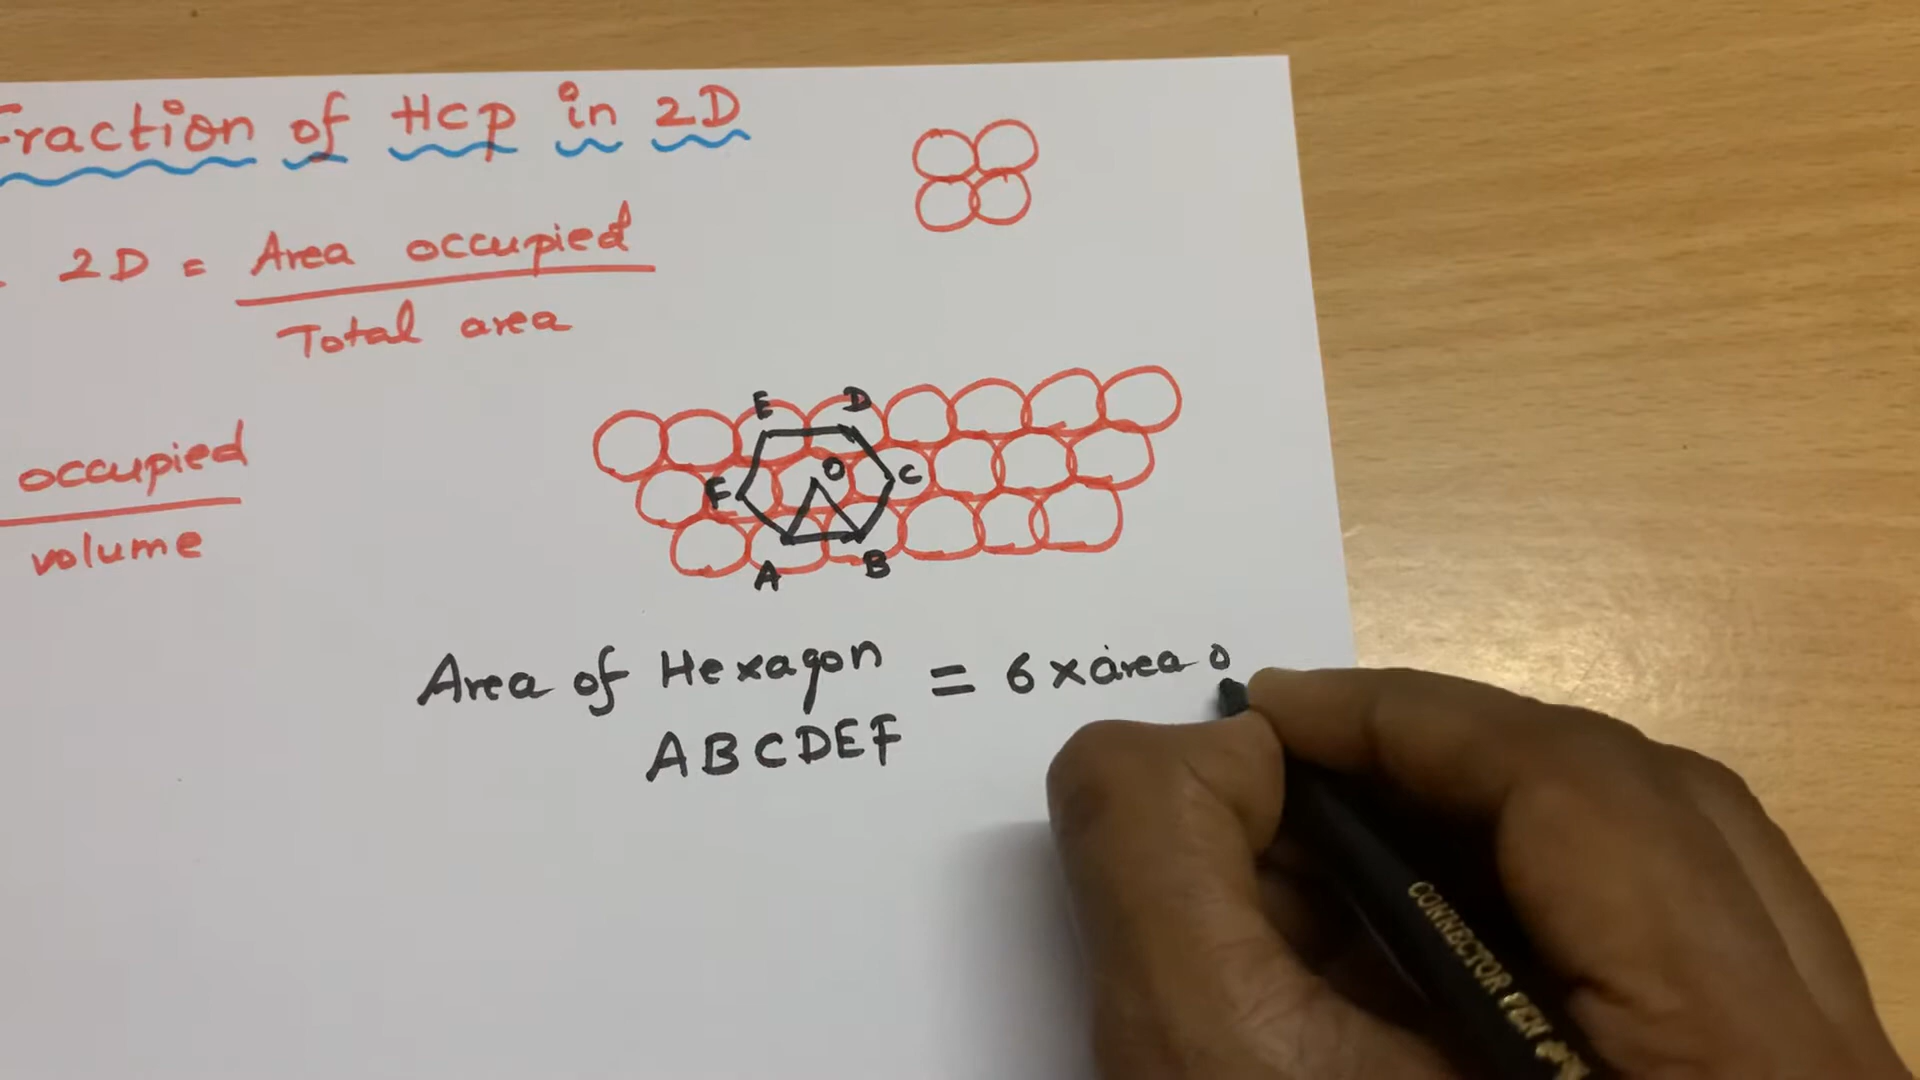 Fraction of Hcp in 2D
2D = Area occupied
Total area
occupied
volume
E D
F O C
A B
Area of Hexagon = 6 x area o
ABCDEF
CONNECTOR PEN